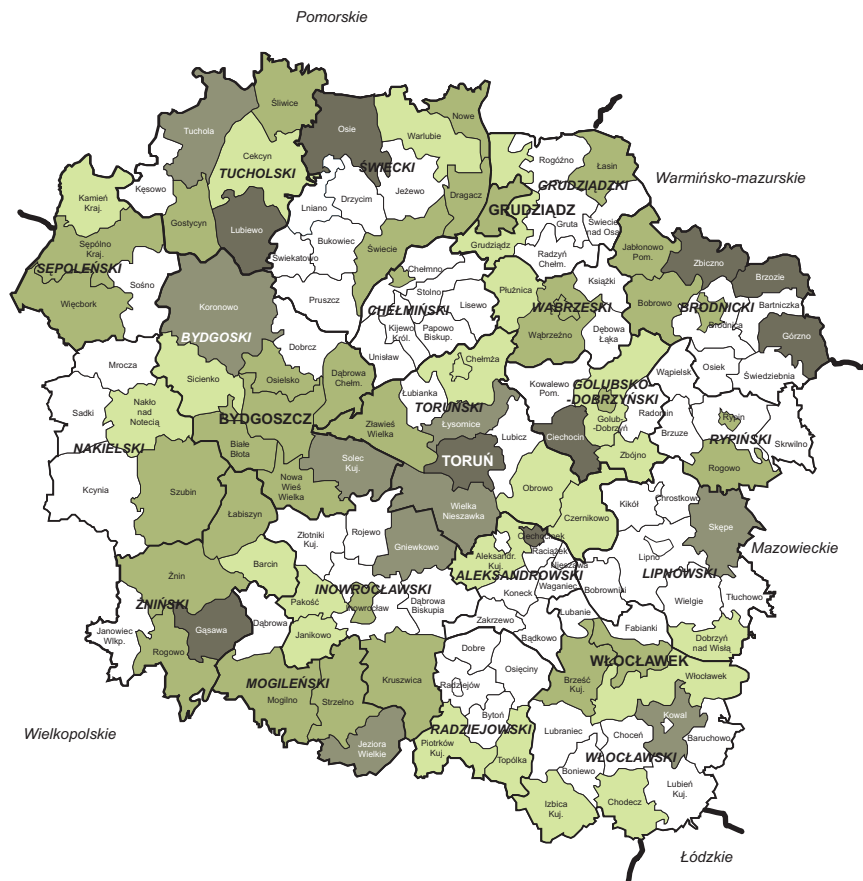 Pomorskie
Śliwice
Nowe
Tuchola
Osie
Warlubie
Rogóźno
Łasin
Cekcyn
TUCHOLSKI
ŚWIECKI
GRUDZIĄDZKI
Warmińsko-mazurskie
Kęsowo
Drzycim
Jeżewo
Dragacz
Kamień
Kraj.
Lniano
GRUDZIĄDZ
Gostycyn
Lubiewo
Bukowiec
Gruta
Świecie
nad Osą
Sępólno
Kraj.
Świekatowo
Świecie
Grudziądz
Radzyń
Chełm.
Jabłonowo
Pom.
Zbiczno
SĘPOLEŃSKI
Sośno
Chełmno
Brzozie
Więcbork
Koronowo
Pruszcz
Stolno
Płużnica
Książki
Bobrowo
BRODNICKI
Bartniczka
CHEŁMIŃSKI
Lisewo
WĄBRZESKI
Brodnica
BYDGOSKI
Dobrcz
Kijewo
Król.
Papowo
Biskup.
Wąbrzeźno
Dębowa
Łąka
Górzno
Mrocza
Unisław
Chełmża
Wąpielsk
Osiek
Świedziebnia
Sicienko
Osielsko
Dąbrowa
Chełm.
Kowalewo
Pom.
GOLUBSKO
-DOBRZYŃSKI
Sadki
Nakło
nad
Notecią
Łubianka
TORUŃSKI
Radomin
Rypin
BYDGOSZCZ
Zławieś
Wielka
Łysomice
Golub-
-Dobrzyń
Brzuze
RYPIŃSKI
Skrwilno
NAKIELSKI
Białe
Błota
Solec
Kuj.
TORUŃ
Lubicz
Ciechocin
Zbójno
Rogowo
Kcynia
Szubin
Nowa
Wieś
Wielka
Wielka
Nieszawka
Obrowo
Kikół
Chrostkowo
Łabiszyn
Złotniki
Kuj.
Rojewo
Czernikowo
Skępe
Gniewkowo
Ciechocinek
Mazowieckie
Żnin
Barcin
Aleksandr.
Kuj.
Raciążek
Nieszawa
Lipno
INOWROCŁAWSKI
ALEKSANDROWSKI
LIPNOWSKI
Waganiec
Bobrowniki
Wielgie
Tłuchowo
ŻNIŃSKI
Pakość
Inowrocław
Dąbrowa
Biskupia
Koneck
Lubanie
Janowiec
Wlkp.
Gąsawa
Dąbrowa
Janikowo
Zakrzewo
Bądkowo
Fabianki
Dobrzyń
nad Wisłą
Rogowo
Dobre
Osięciny
WŁOCŁAWEK
MOGILEŃSKI
Kruszwica
Radziejów
Brześć
Kuj.
Włocławek
Mogilno
Strzelno
Bytoń
Kowal
Wielkopolskie
RADZIEJOWSKI
Lubraniec
Choceń
Baruchowo
Jeziora
Wielkie
Piotrków
Kuj.
Topólka
WŁOCŁAWSKI
Boniewo
Lubień
Kuj.
Izbica
Kuj.
Chodecz
Łódzkie